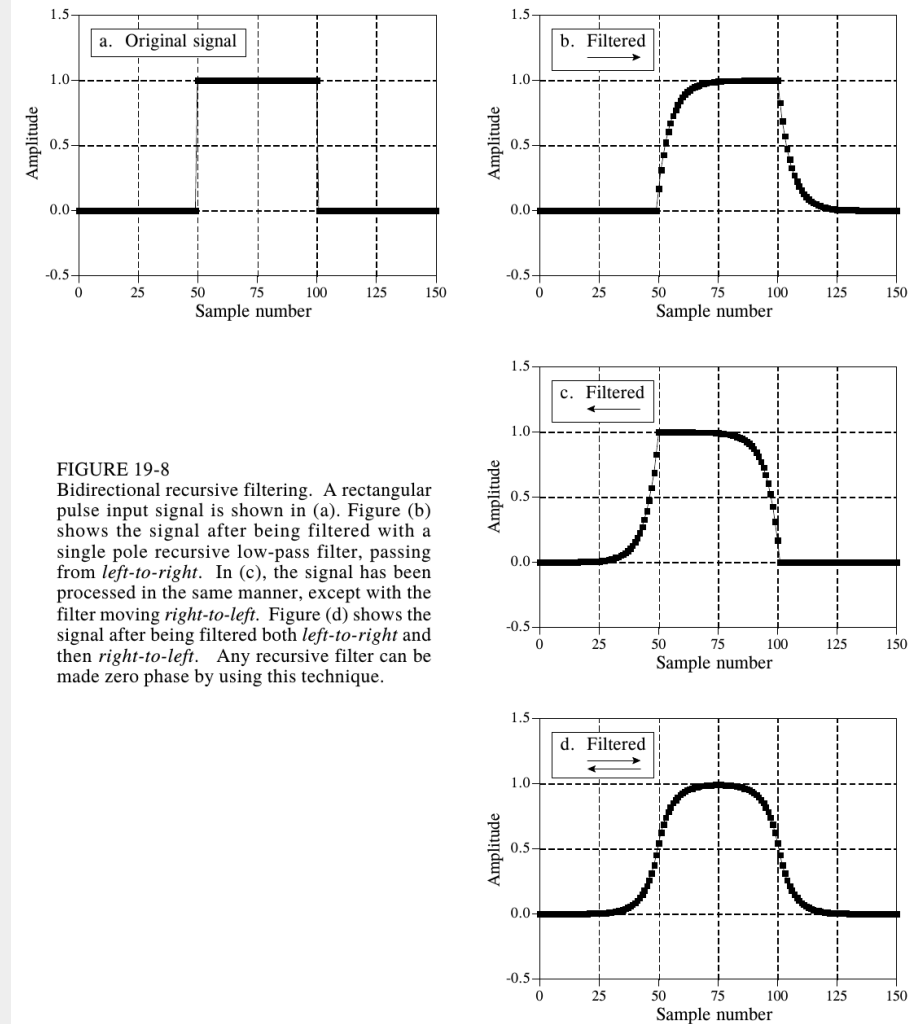 1.5
1.0
0.5
0.0
-0.5
Amplitude
a. Original signal
0 25 50 75 100 125 150
Sample number
1.5
1.0
0.5
0.0
-0.5
Amplitude
b. Filtered
0 25 50 75 100 125 150
Sample number
1.5
1.0
0.5
0.0
-0.5
Amplitude
c. Filtered
0 25 50 75 100 125 150
Sample number
FIGURE 19-8
Bidirectional recursive filtering. A rectangular
pulse input signal is shown in (a). Figure (b)
shows the signal after being filtered with a
single pole recursive low-pass filter, passing
from left-to-right. In (c), the signal has been
processed in the same manner, except with the
filter moving right-to-left. Figure (d) shows the
signal after being filtered both left-to-right and
then right-to-left. Any recursive filter can be
made zero phase by using this technique.
1.5
1.0
0.5
0.0
-0.5
Amplitude
d. Filtered
0 25 50 75 100 125 150
Sample number